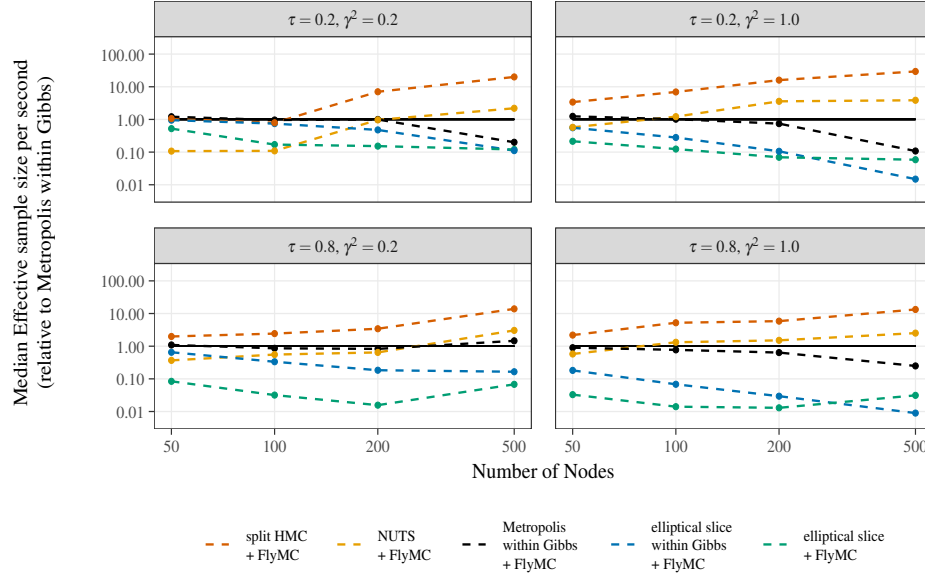 Median Effective sample size per second
(relative to Metropolis within Gibbs)
τ = 0.2, γ² = 0.2
τ = 0.2, γ² = 1.0
100.00
10.00
1.00
0.10
0.01
τ = 0.8, γ² = 0.2
τ = 0.8, γ² = 1.0
100.00
10.00
1.00
0.10
0.01
50 100 200 500 50 100 200 500
Number of Nodes
split HMC
+ FlyMC
NUTS
+ FlyMC
Metropolis
within Gibbs
+ FlyMC
elliptical slice
within Gibbs
+ FlyMC
elliptical slice
+ FlyMC